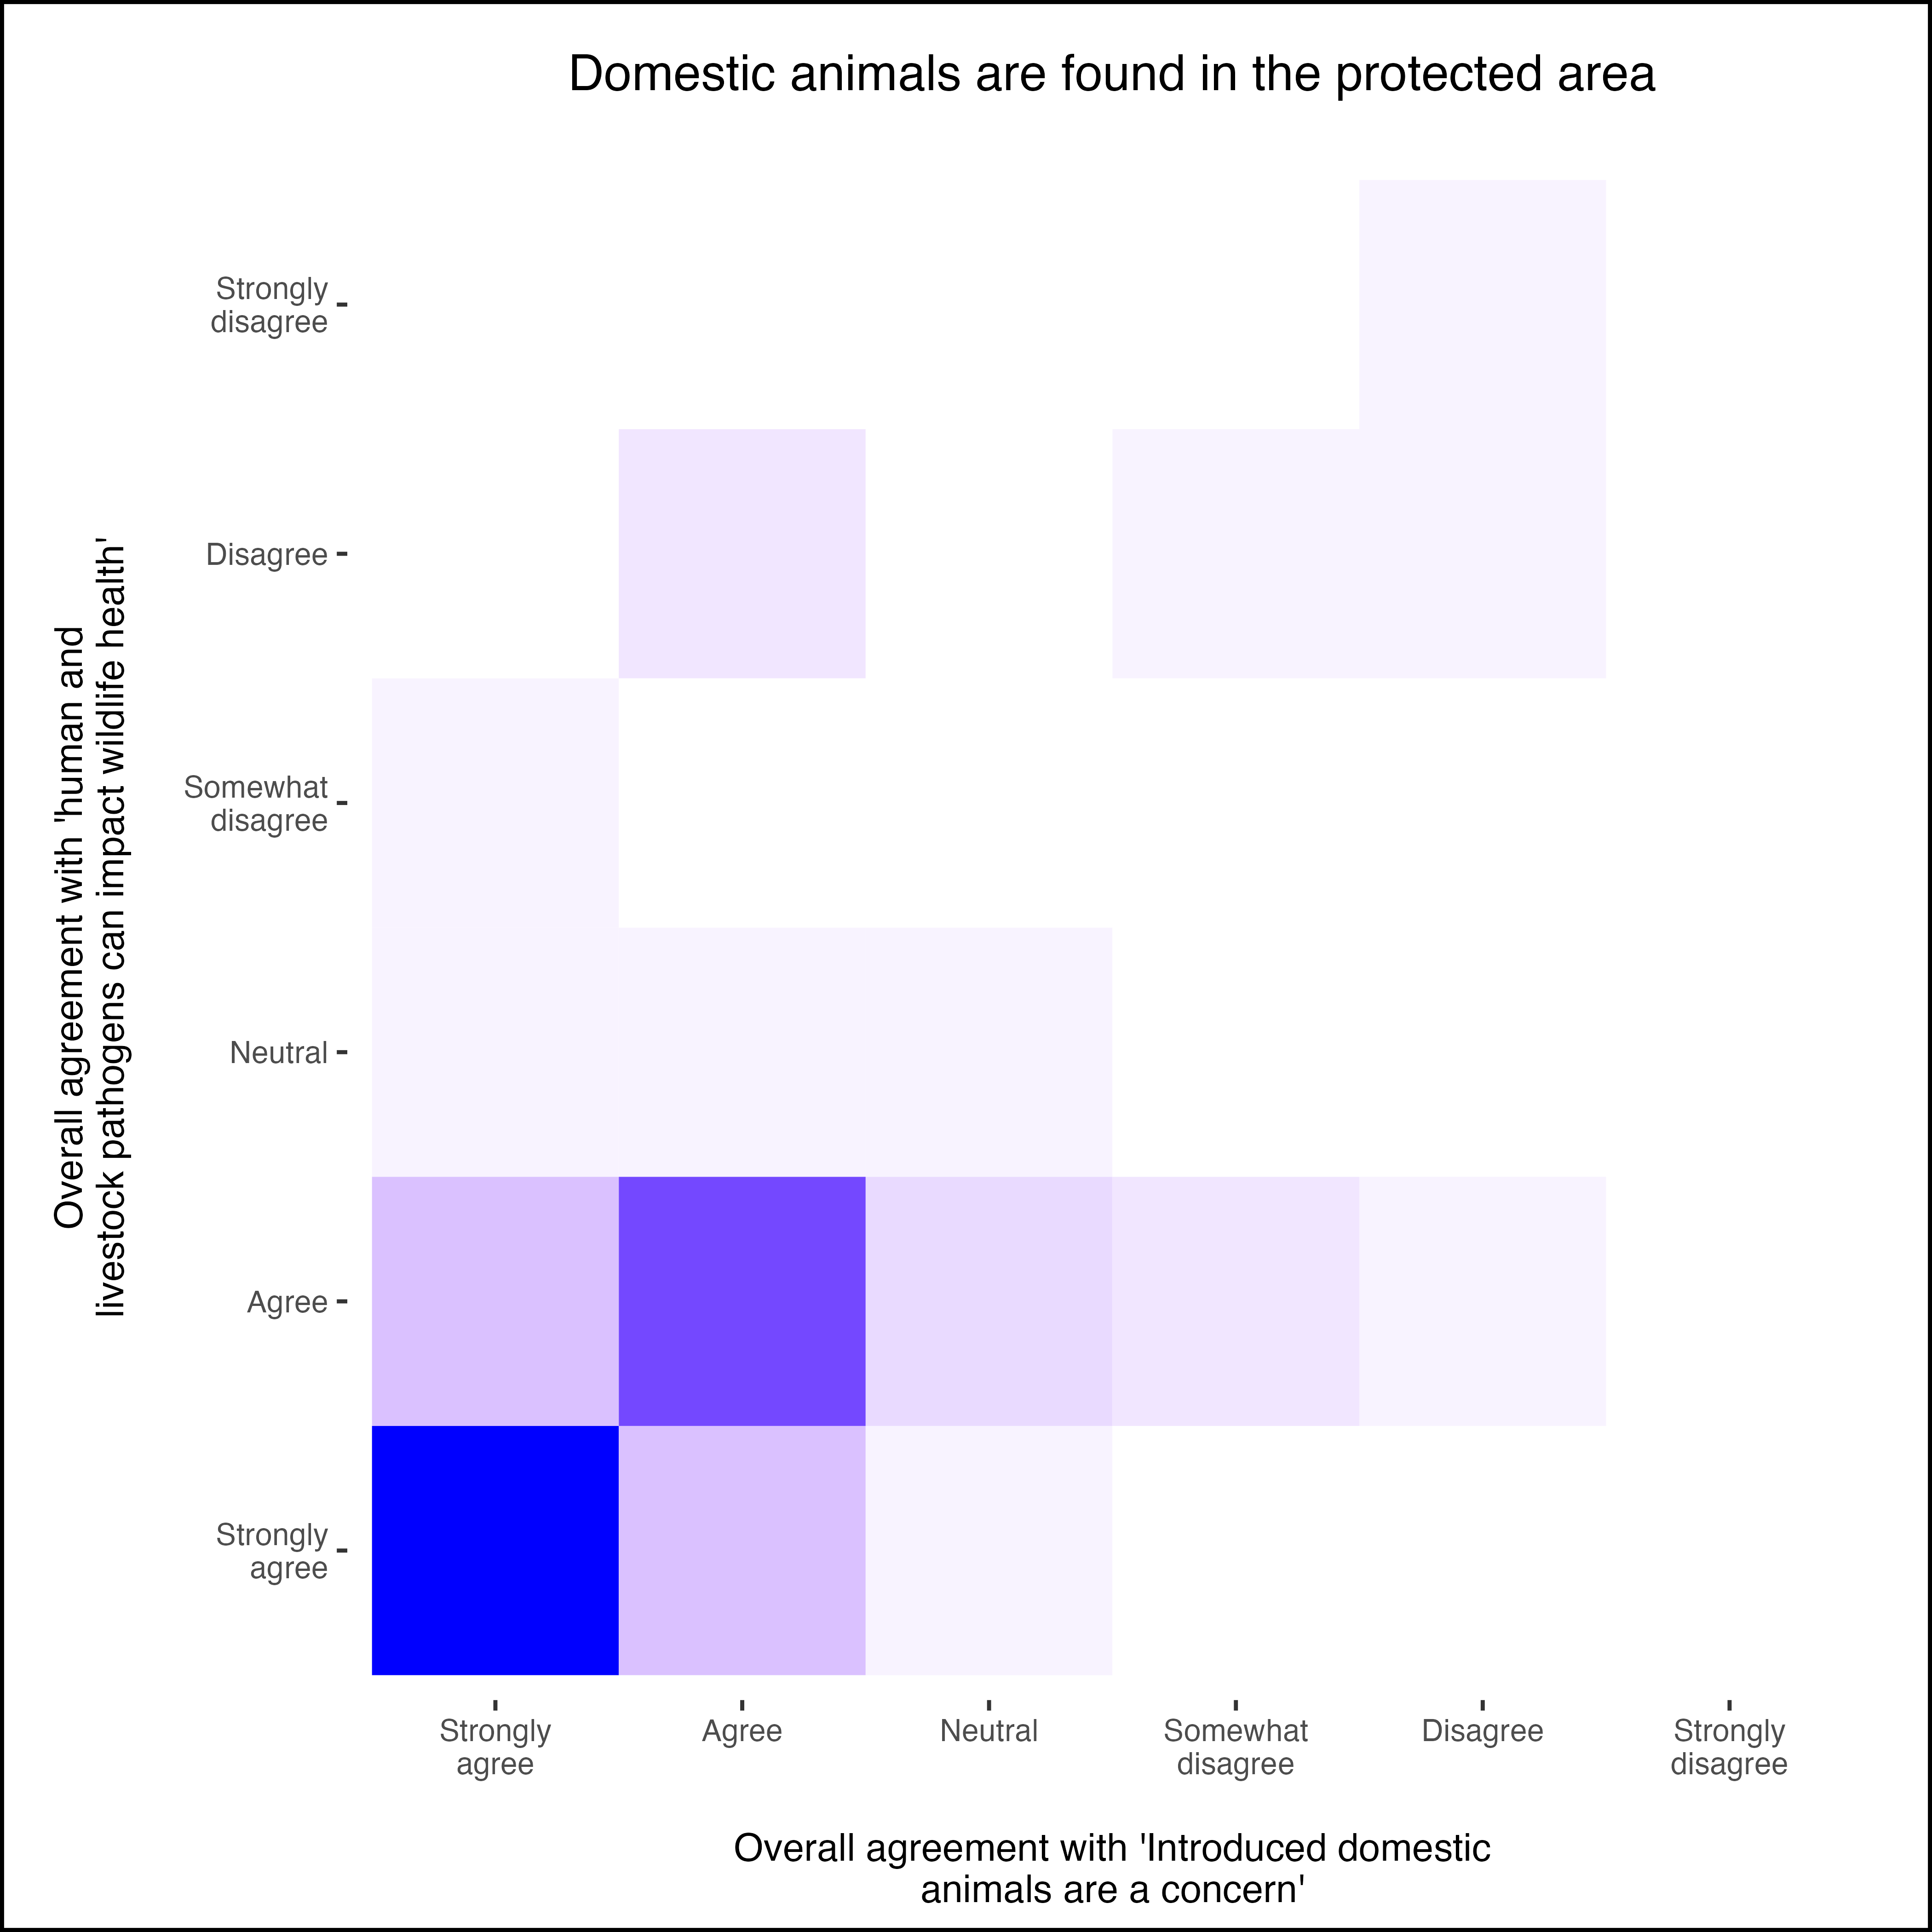 Domestic animals are found in the protected area
Overall agreement with 'human and
livestock pathogens can impact wildlife health'
Strongly
disagree
Disagree
Somewhat
disagree
Neutral
Agree
Strongly
agree
Strongly
agree
Agree
Neutral
Somewhat
disagree
Disagree
Strongly
disagree
Overall agreement with 'Introduced domestic
animals are a concern'